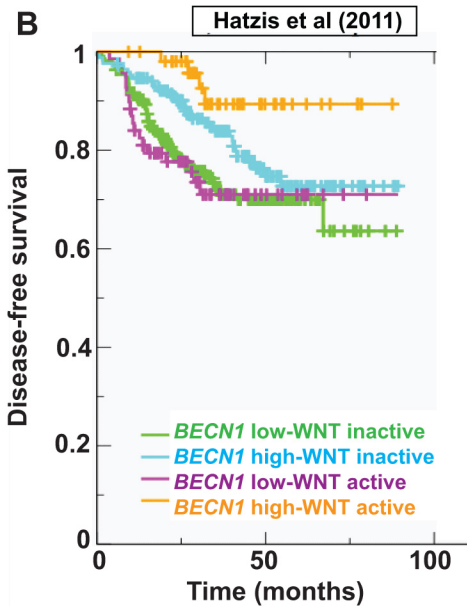 B
Hatzis et al (2011)
1
0.8
0.6
0.4
0.2
0
Disease-free survival
BECN1 low-WNT inactive
BECN1 high-WNT inactive
BECN1 low-WNT active
BECN1 high-WNT active
0
50
100
Time (months)